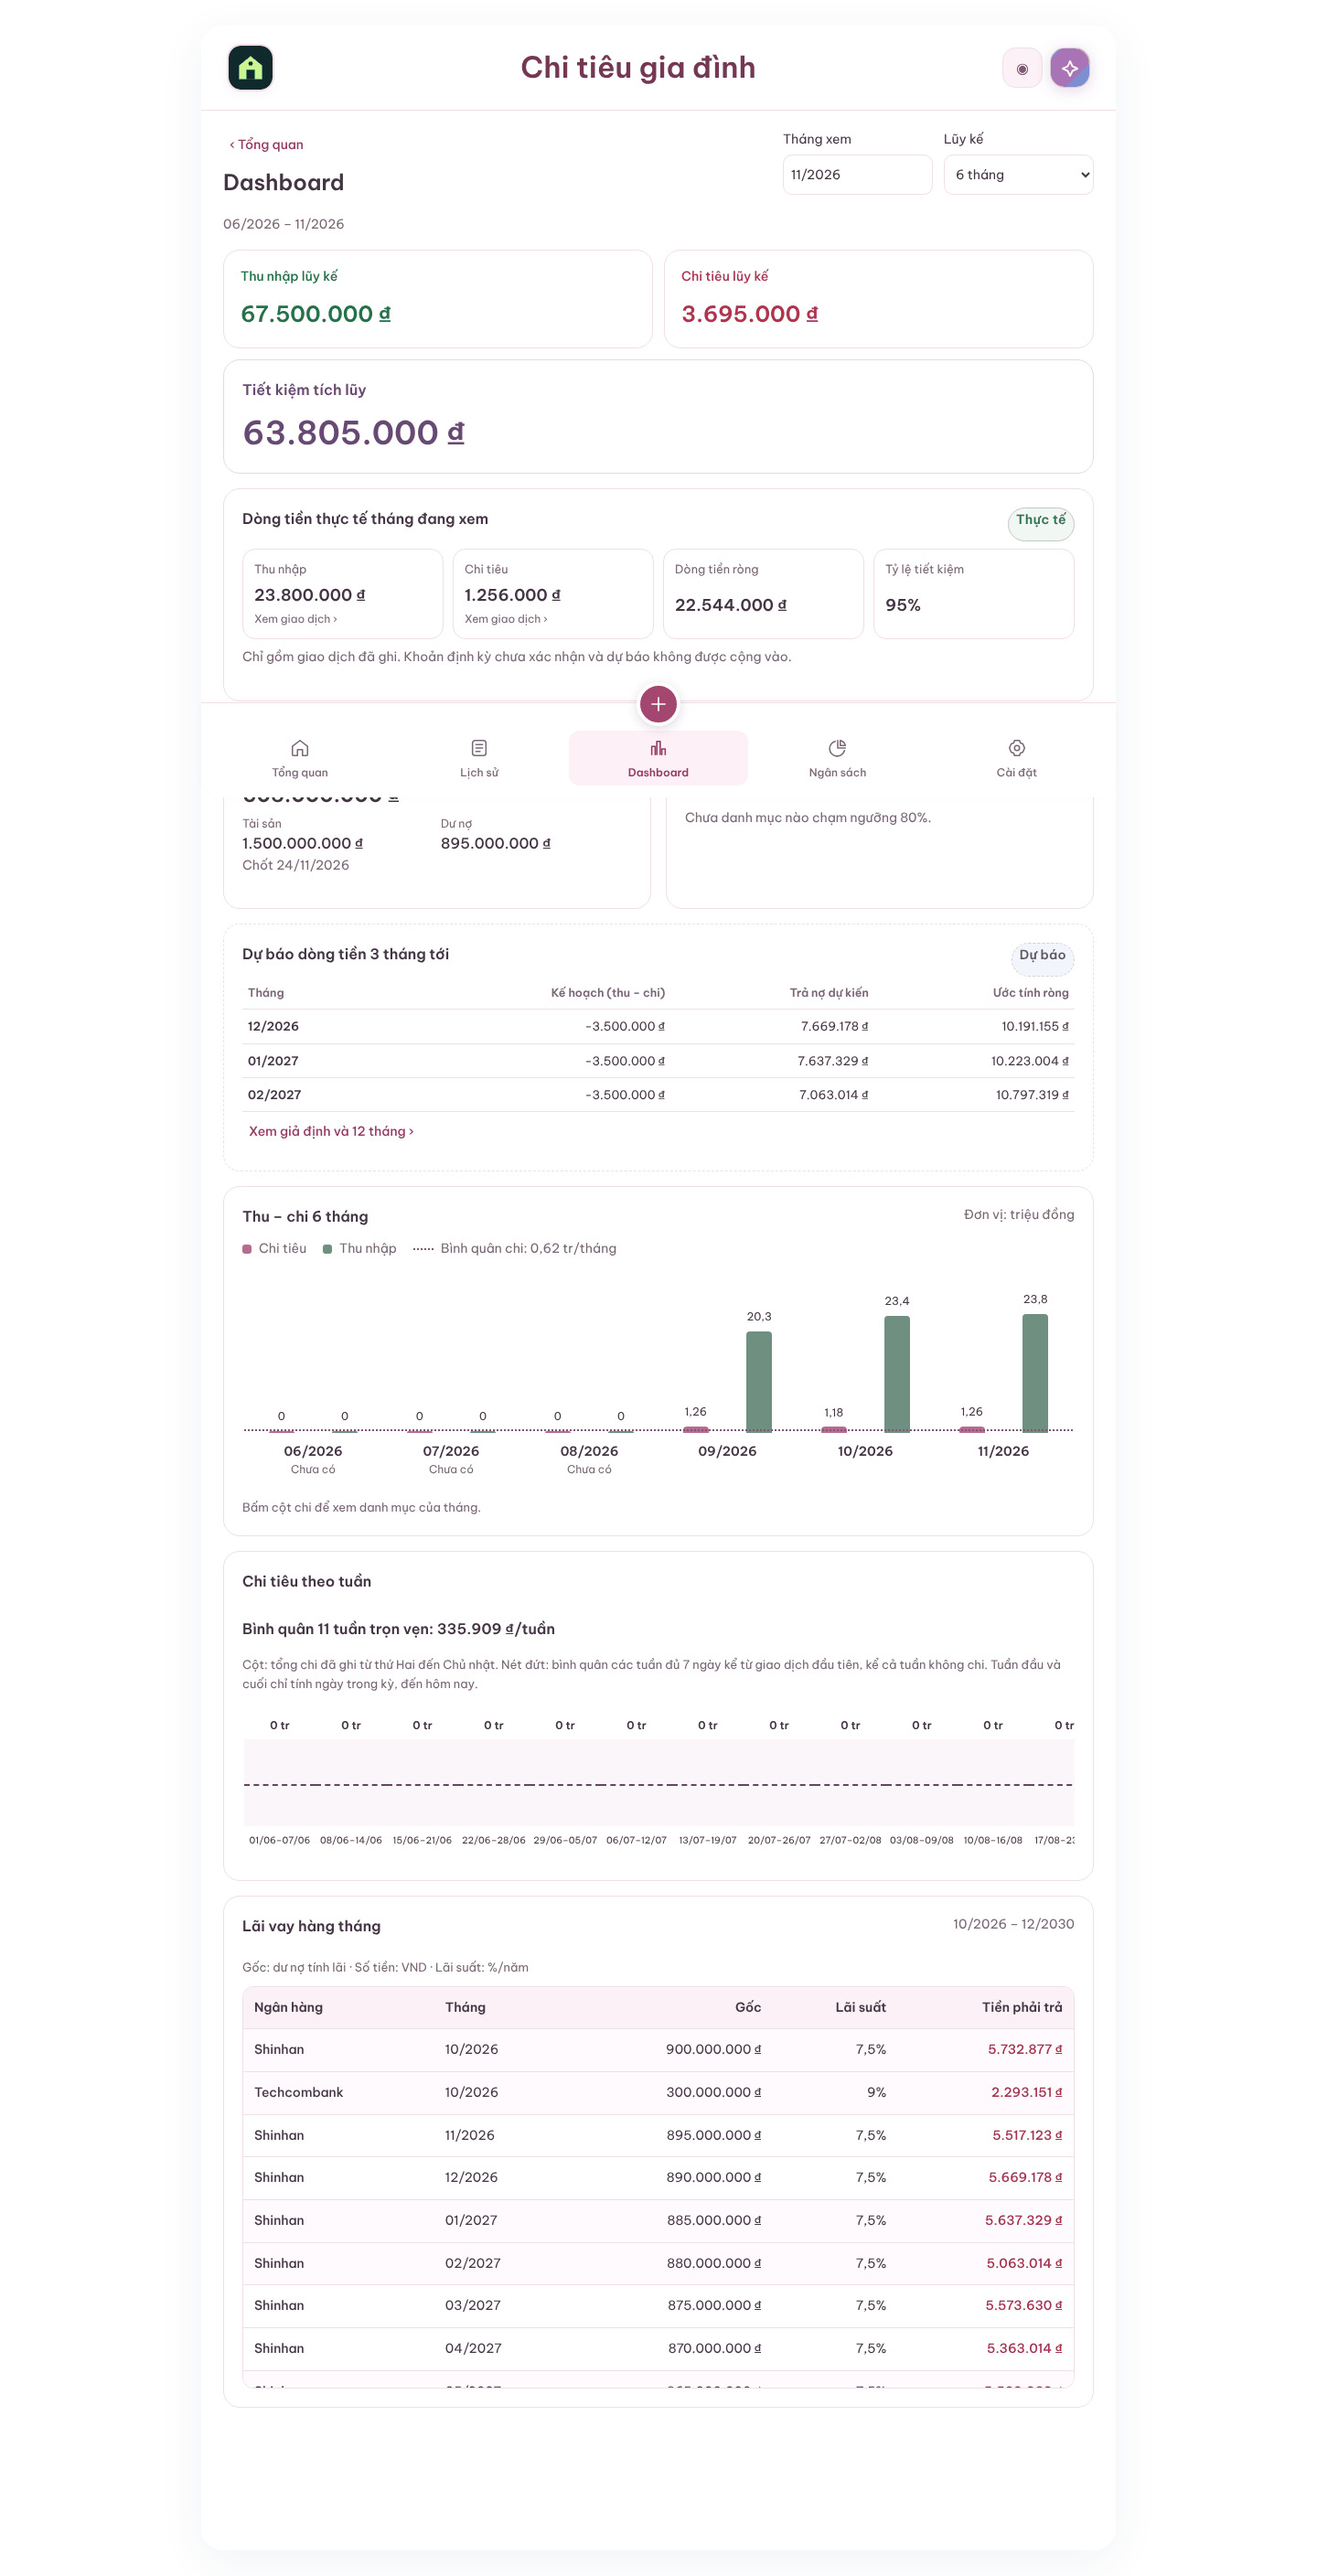 Chi tiêu gia đình
‹ Tổng quan
Dashboard
Tháng xem
Lũy kế
11/2026
6 tháng
06/2026 – 11/2026
Thu nhập lũy kế
67.500.000 ₫
Chi tiêu lũy kế
3.695.000 ₫
Tiết kiệm tích lũy
63.805.000 ₫
Dòng tiền thực tế tháng đang xem
Thực tế
Thu nhập
23.800.000 ₫
Xem giao dịch ›
Chi tiêu
1.256.000 ₫
Xem giao dịch ›
Dòng tiền ròng
22.544.000 ₫
Tỷ lệ tiết kiệm
95%
Chỉ gồm giao dịch đã ghi. Khoản định kỳ chưa xác nhận và dự báo không được cộng vào.
Tổng quan
Lịch sử
Dashboard
Ngân sách
Cài đặt
Tài sản
1.500.000.000 ₫
Dư nợ
895.000.000 ₫
Chốt 24/11/2026
Chưa danh mục nào chạm ngưỡng 80%.
Dự báo dòng tiền 3 tháng tới
Dự báo
Tháng Kế hoạch (thu – chi) Trả nợ dự kiến Ước tính ròng
12/2026 -3.500.000 ₫ 7.669.178 ₫ 10.191.155 ₫
01/2027 -3.500.000 ₫ 7.637.329 ₫ 10.223.004 ₫
02/2027 -3.500.000 ₫ 7.063.014 ₫ 10.797.319 ₫
Xem giả định và 12 tháng ›
Thu – chi 6 tháng
Đơn vị: triệu đồng
Chi tiêu Thu nhập Bình quân chi: 0,62 tr/tháng
0 0 0 0 0 0 1,26 20,3 1,18 23,4 1,26 23,8
06/2026 07/2026 08/2026 09/2026 10/2026 11/2026
Chưa có Chưa có Chưa có
Bấm cột chi để xem danh mục của tháng.
Chi tiêu theo tuần
Bình quân 11 tuần trọn vẹn: 335.909 ₫/tuần
Cột: tổng chi đã ghi từ thứ Hai đến Chủ nhật. Nét đứt: bình quân các tuần đủ 7 ngày kể từ giao dịch đầu tiên, kể cả tuần không chi. Tuần đầu và
cuối chỉ tính ngày trong kỳ, đến hôm nay.
0 tr 0 tr 0 tr 0 tr 0 tr 0 tr 0 tr 0 tr 0 tr 0 tr 0 tr 0 tr
01/06–07/06 08/06–14/06 15/06–21/06 22/06–28/06 29/06–05/07 06/07–12/07 13/07–19/07 20/07–26/07 27/07–02/08 03/08–09/08 10/08–16/08 17/08–23
Lãi vay hàng tháng
10/2026 – 12/2030
Gốc: dư nợ tính lãi · Số tiền: VND · Lãi suất: %/năm
Ngân hàng Tháng Gốc Lãi suất Tiền phải trả
Shinhan 10/2026 900.000.000 ₫ 7,5% 5.732.877 ₫
Techcombank 10/2026 300.000.000 ₫ 9% 2.293.151 ₫
Shinhan 11/2026 895.000.000 ₫ 7,5% 5.517.123 ₫
Shinhan 12/2026 890.000.000 ₫ 7,5% 5.669.178 ₫
Shinhan 01/2027 885.000.000 ₫ 7,5% 5.637.329 ₫
Shinhan 02/2027 880.000.000 ₫ 7,5% 5.063.014 ₫
Shinhan 03/2027 875.000.000 ₫ 7,5% 5.573.630 ₫
Shinhan 04/2027 870.000.000 ₫ 7,5% 5.363.014 ₫